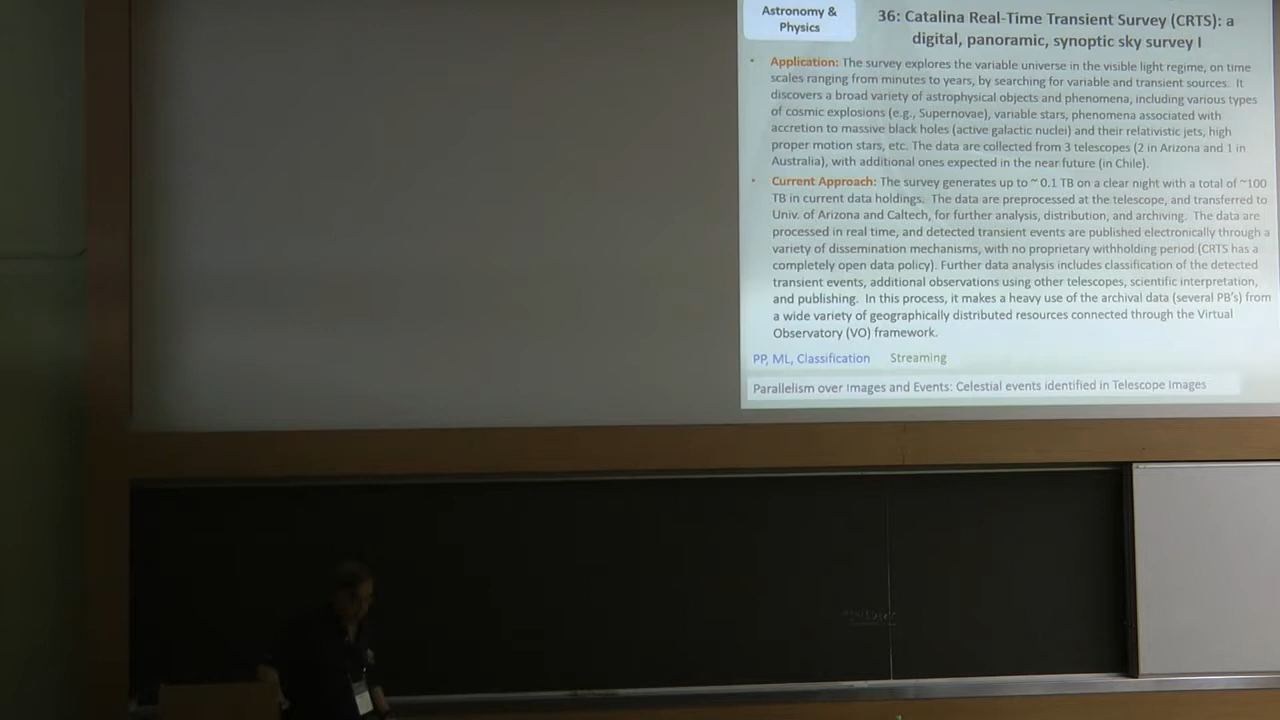 Astronomy &
Physics
36: Catalina Real-Time Transient Survey (CRTS): a
digital, panoramic, synoptic sky survey I
• Application: The survey explores the variable universe in the visible light regime, on time
scales ranging from minutes to years, by searching for variable and transient sources. It
discovers a broad variety of astrophysical objects and phenomena, including various types
of cosmic explosions (e.g., Supernovae), variable stars, phenomena associated with
accretion to massive black holes (active galactic nuclei) and their relativistic jets, high
proper motion stars, etc. The data are collected from 3 telescopes (2 in Arizona and 1 in
Australia), with additional ones expected in the near future (in Chile).
• Current Approach: The survey generates up to ~ 0.1 TB on a clear night with a total of ~100
TB in current data holdings. The data are preprocessed at the telescope, and transferred to
Univ. of Arizona and Caltech, for further analysis, distribution, and archiving. The data are
processed in real time, and detected transient events are published electronically through a
variety of dissemination mechanisms, with no proprietary withholding period (CRTS has a
completely open data policy). Further data analysis includes classification of the detected
transient events, additional observations using other telescopes, scientific interpretation,
and publishing. In this process, it makes a heavy use of the archival data (several PB's) from
a wide variety of geographically distributed resources connected through the Virtual
Observatory (VO) framework.
PP, ML, Classification Streaming
Parallelism over Images and Events: Celestial events identified in Telescope Images